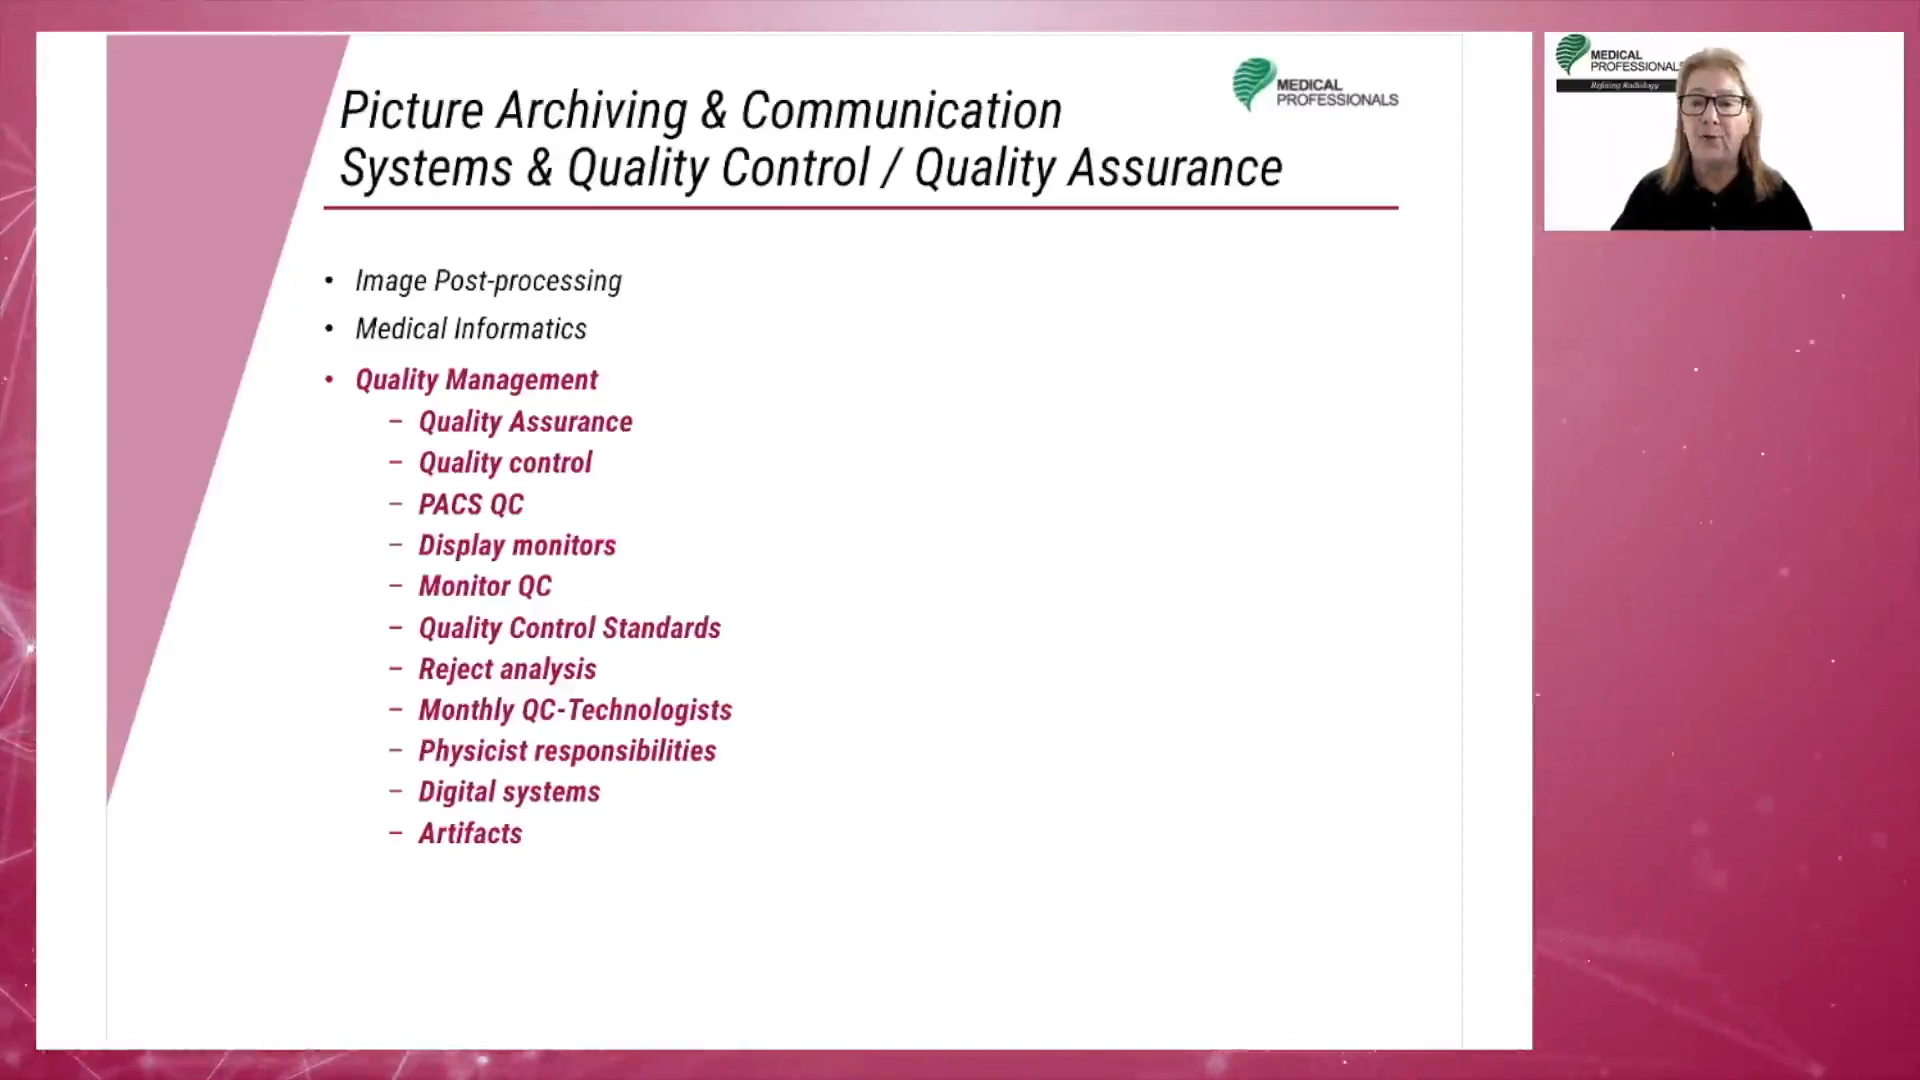 Picture Archiving & Communication
Systems & Quality Control / Quality Assurance
MEDICAL
PROFESSIONALS
• Image Post-processing
• Medical Informatics
• Quality Management
– Quality Assurance
– Quality control
– PACS QC
– Display monitors
– Monitor QC
– Quality Control Standards
– Reject analysis
– Monthly QC-Technologists
– Physicist responsibilities
– Digital systems
– Artifacts
MEDICAL
PROFESSIONALS
Refining Radiology